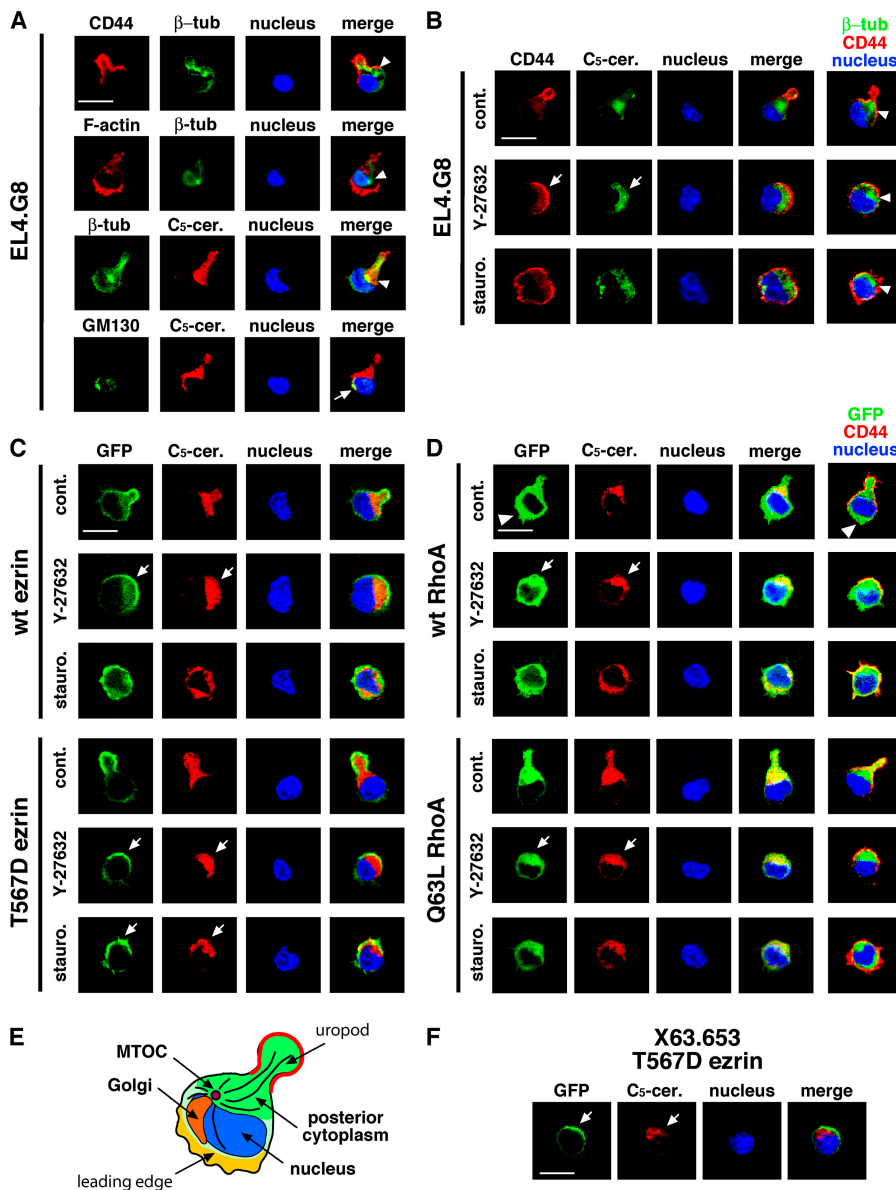 A
CD44 β–tub nucleus merge
F-actin β-tub nucleus merge
β-tub C5-cer. nucleus merge
GM130 C5-cer. nucleus merge
EL4.G8
B
β–tub
CD44
nucleus
CD44 C5-cer. nucleus merge
cont.
Y-27632
stauro.
EL4.G8
C
GFP C5-cer. nucleus merge
cont.
Y-27632
stauro.
wt ezrin
cont.
Y-27632
stauro.
T567D ezrin
D
GFP
CD44
nucleus
GFP C5-cer. nucleus merge
cont.
Y-27632
stauro.
wt RhoA
cont.
Y-27632
stauro.
Q63L RhoA
E
uropod
MTOC
Golgi
posterior
cytoplasm
nucleus
leading edge
F
X63.653
T567D ezrin
GFP C5-cer. nucleus merge